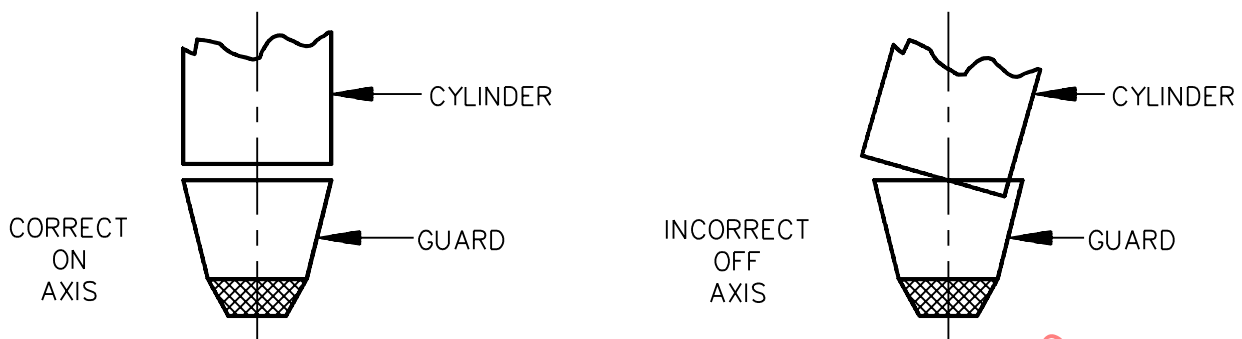 CYLINDER
GUARD
CORRECT
ON
AXIS
CYLINDER
GUARD
INCORRECT
OFF
AXIS